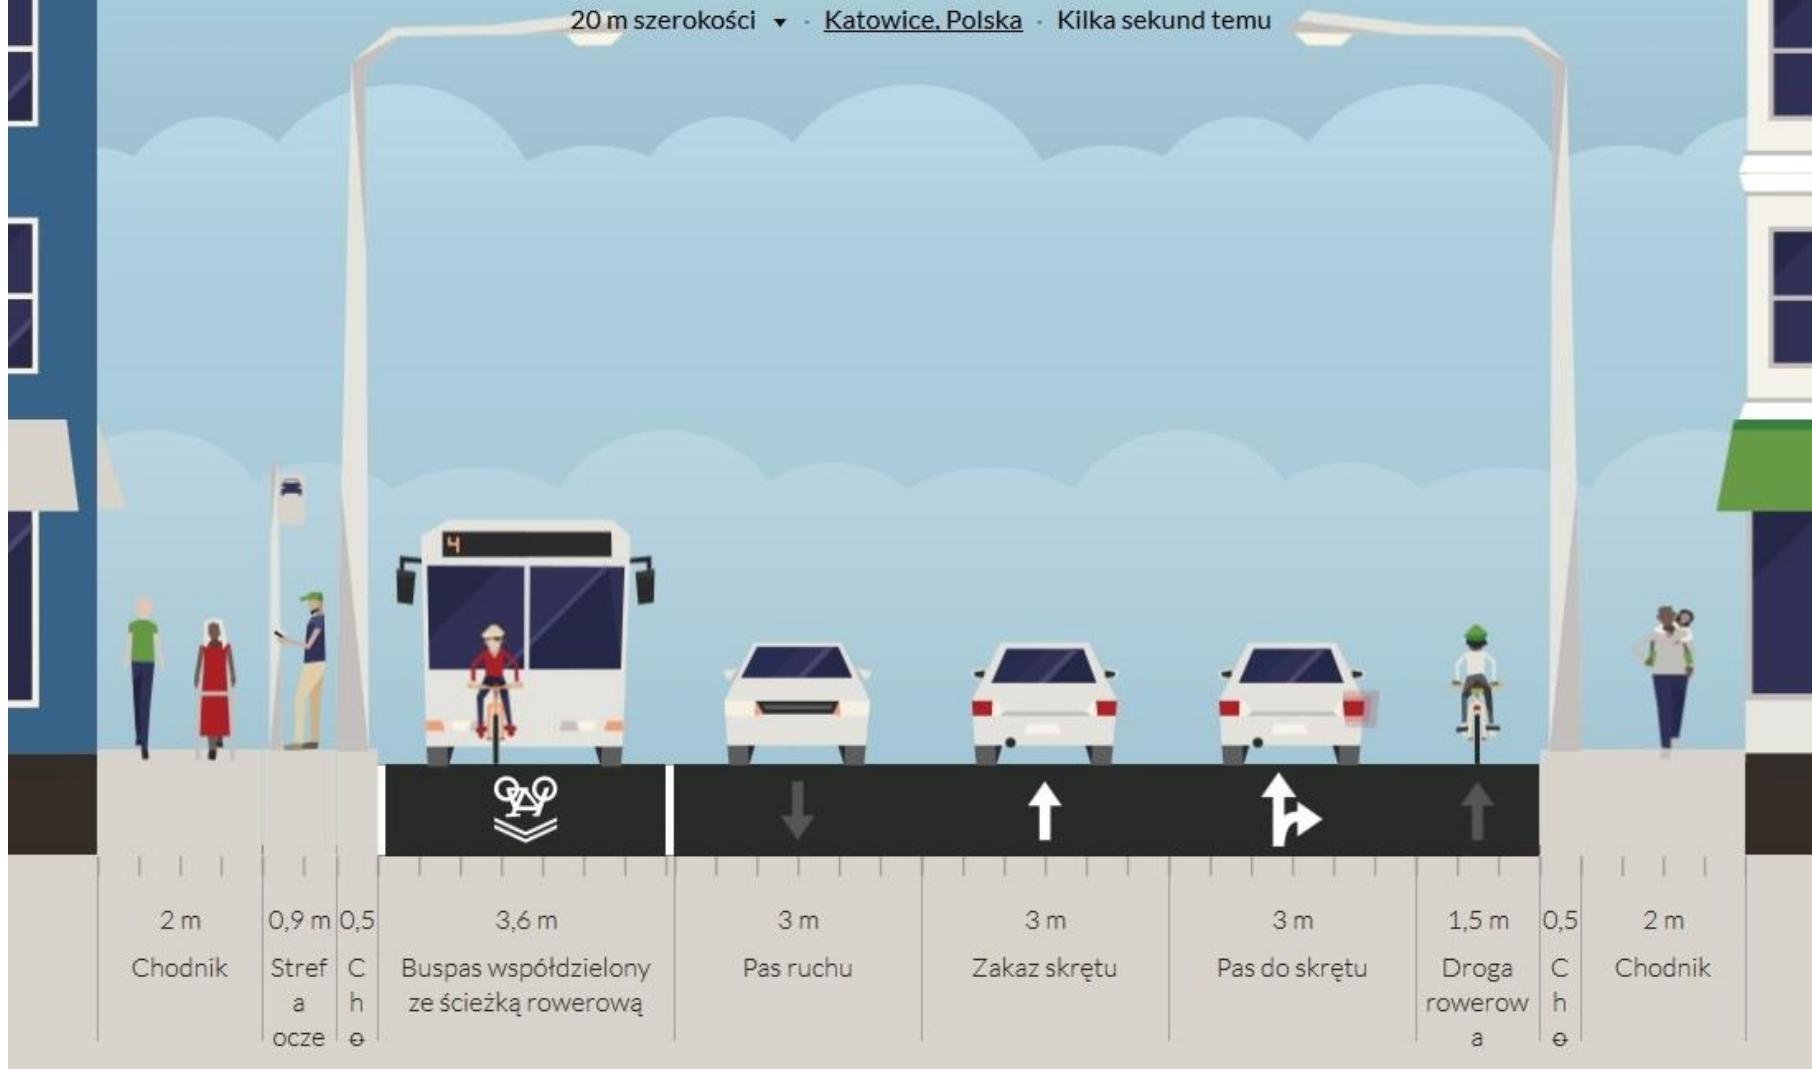 20 m szerokości · Katowice, Polska · Kilka sekund temu
4
2 m
Chodnik
0,9 m
Stref
a
ocze
0,5
C
h
o
3,6 m
Buspas współdzielony
ze ścieżką rowerową
3 m
Pas ruchu
3 m
Zakaz skrętu
3 m
Pas do skrętu
1,5 m
Droga
rowerow
a
0,5
C
h
o
2 m
Chodnik